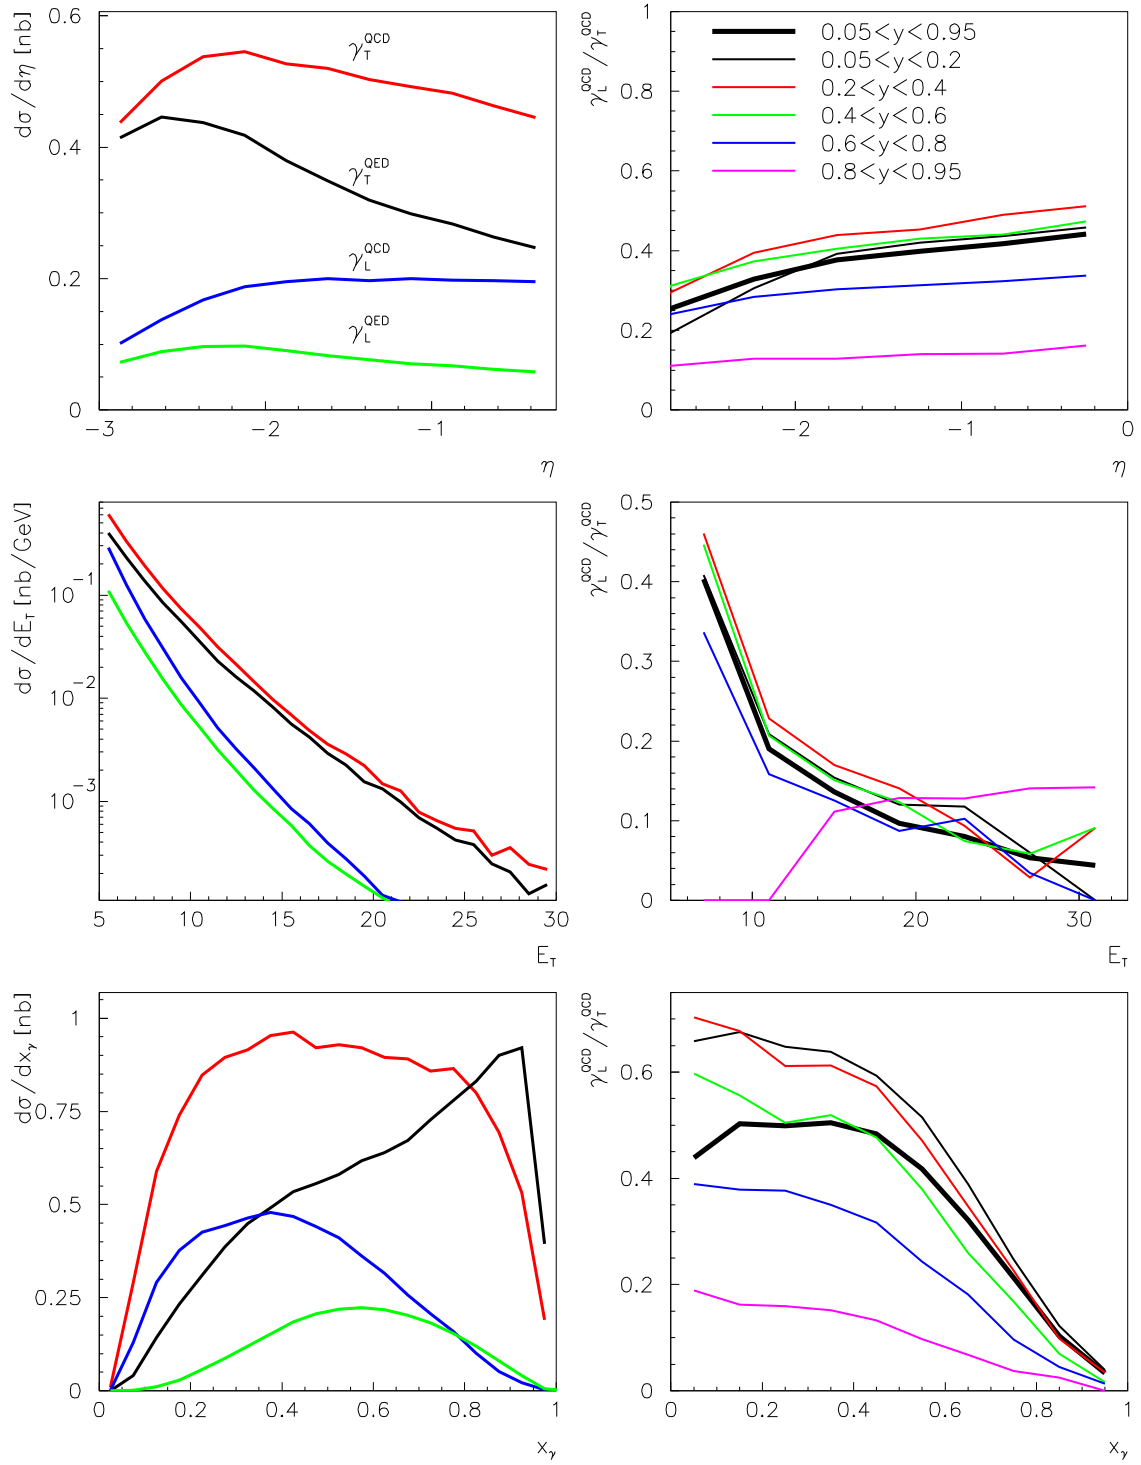 dσ/dη [nb]
0.6
0.4
0.2
0
γ_T^QCD
γ_T^QED
γ_L^QCD
γ_L^QED
−3 −2 −1
η
γ_L^QCD/γ_T^QCD
1
0.8
0.6
0.4
0.2
0
0.05<y<0.95
0.05<y<0.2
0.2<y<0.4
0.4<y<0.6
0.6<y<0.8
0.8<y<0.95
−2 −1 0
η
dσ/dE_T [nb/GeV]
10^−1
10^−2
10^−3
5 10 15 20 25 30
E_T
γ_L^QCD/γ_T^QCD
0.5
0.4
0.3
0.2
0.1
0
10 20 30
E_T
dσ/dx_γ [nb]
1
0.75
0.5
0.25
0
0 0.2 0.4 0.6 0.8 1
x_γ
γ_L^QCD/γ_T^QCD
0.6
0.4
0.2
0
0 0.2 0.4 0.6 0.8 1
x_γ